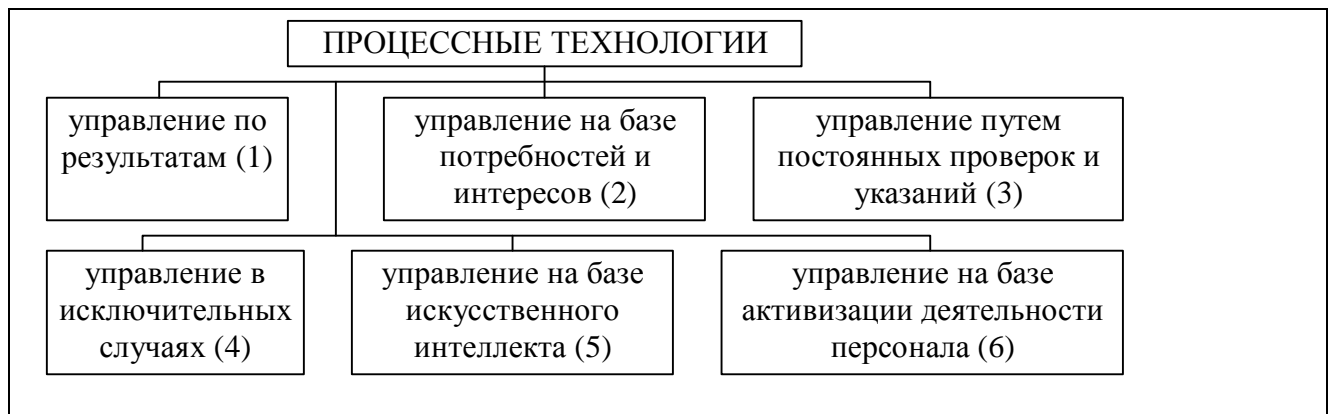 ПРОЦЕССНЫЕ ТЕХНОЛОГИИ
управление по
результатам (1)
управление на базе
потребностей и
интересов (2)
управление путем
постоянных проверок и
указаний (3)
управление в
исключительных
случаях (4)
управление на базе
искусственного
интеллекта (5)
управление на базе
активизации деятельности
персонала (6)